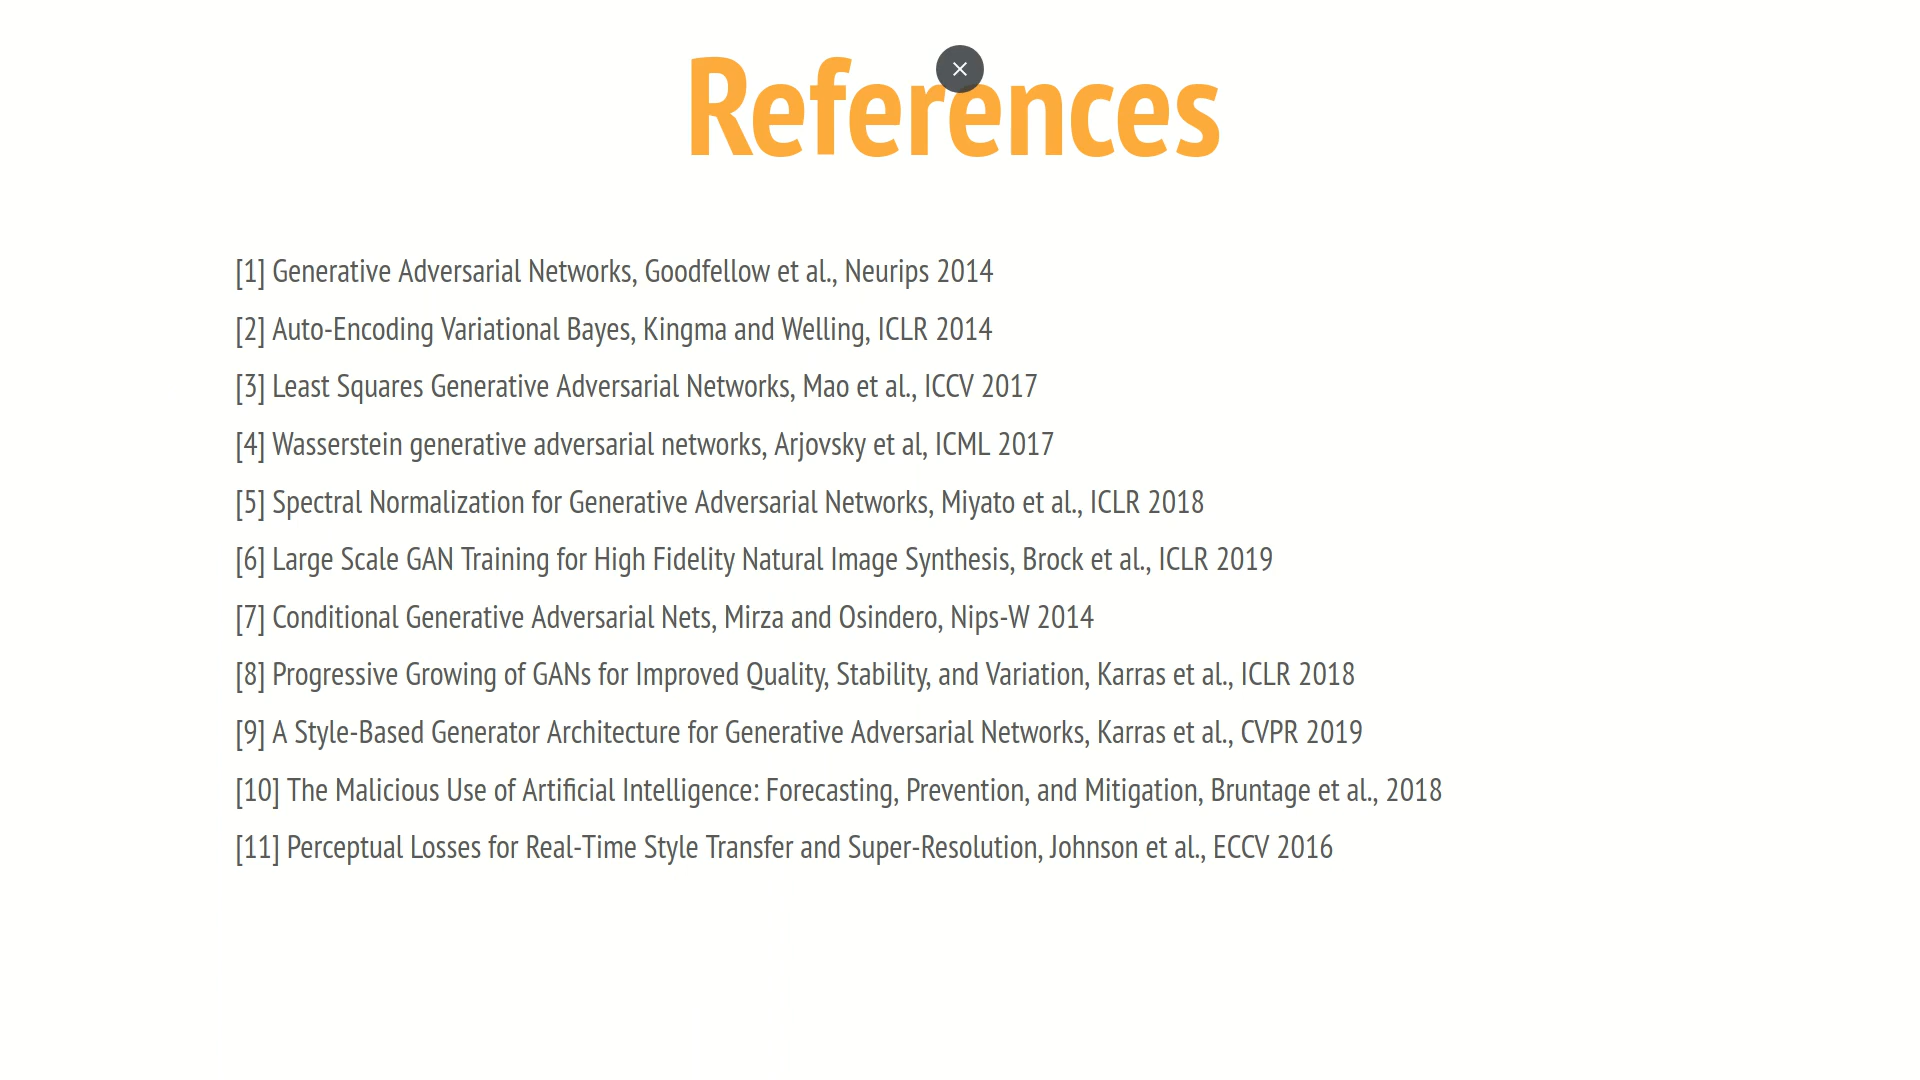 References
[1] Generative Adversarial Networks, Goodfellow et al., Neurips 2014
[2] Auto-Encoding Variational Bayes, Kingma and Welling, ICLR 2014
[3] Least Squares Generative Adversarial Networks, Mao et al., ICCV 2017
[4] Wasserstein generative adversarial networks, Arjovsky et al, ICML 2017
[5] Spectral Normalization for Generative Adversarial Networks, Miyato et al., ICLR 2018
[6] Large Scale GAN Training for High Fidelity Natural Image Synthesis, Brock et al., ICLR 2019
[7] Conditional Generative Adversarial Nets, Mirza and Osindero, Nips-W 2014
[8] Progressive Growing of GANs for Improved Quality, Stability, and Variation, Karras et al., ICLR 2018
[9] A Style-Based Generator Architecture for Generative Adversarial Networks, Karras et al., CVPR 2019
[10] The Malicious Use of Artificial Intelligence: Forecasting, Prevention, and Mitigation, Bruntage et al., 2018
[11] Perceptual Losses for Real-Time Style Transfer and Super-Resolution, Johnson et al., ECCV 2016